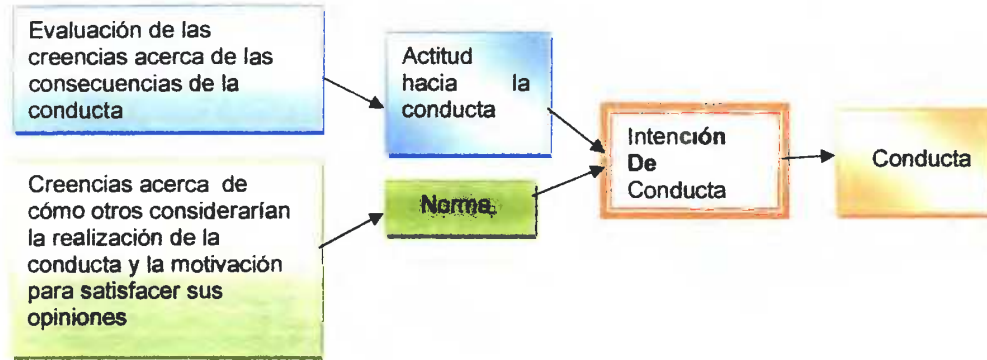 Evaluación de las
creencias acerca de las
consecuencias de la
conducta
Actitud
hacia la
conducta
Creencias acerca de
cómo otros considerarían
la realización de la
conducta y la motivación
para satisfacer sus
opiniones
Norma
Intención
De
Conducta
Conducta